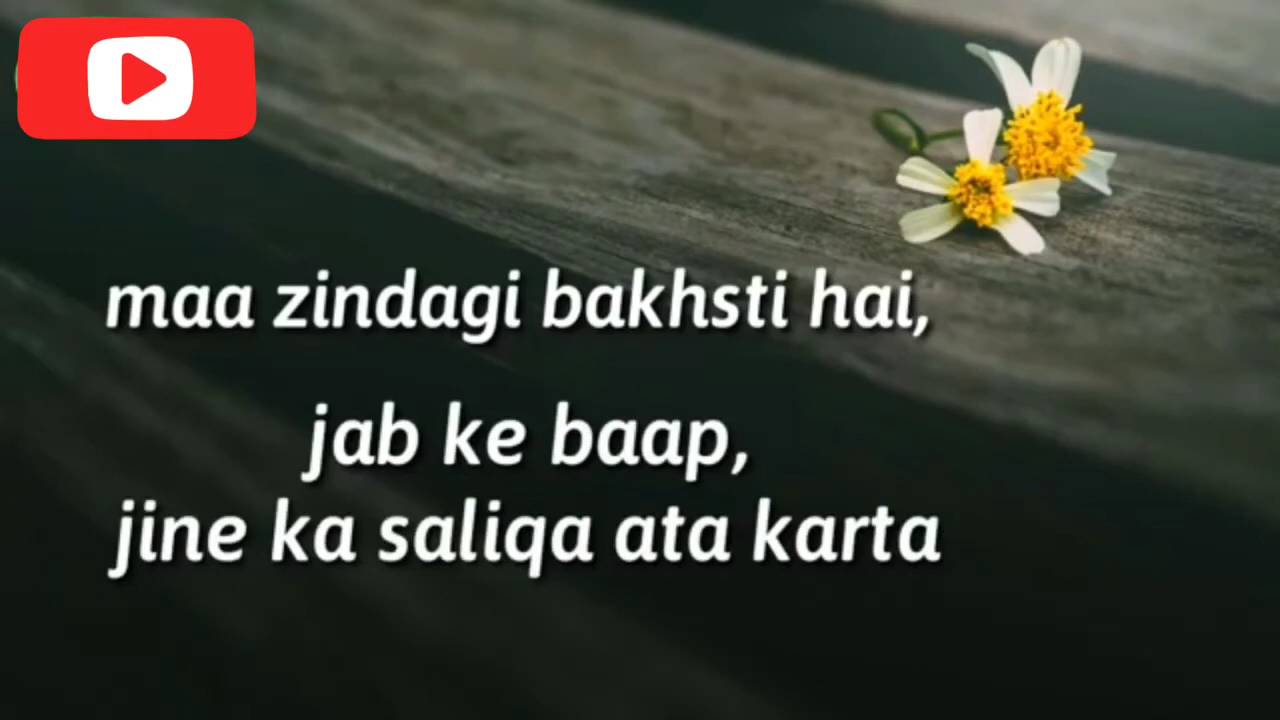 maa zindagi bakhsti hai,
jab ke baap,
jine ka saliqa ata karta